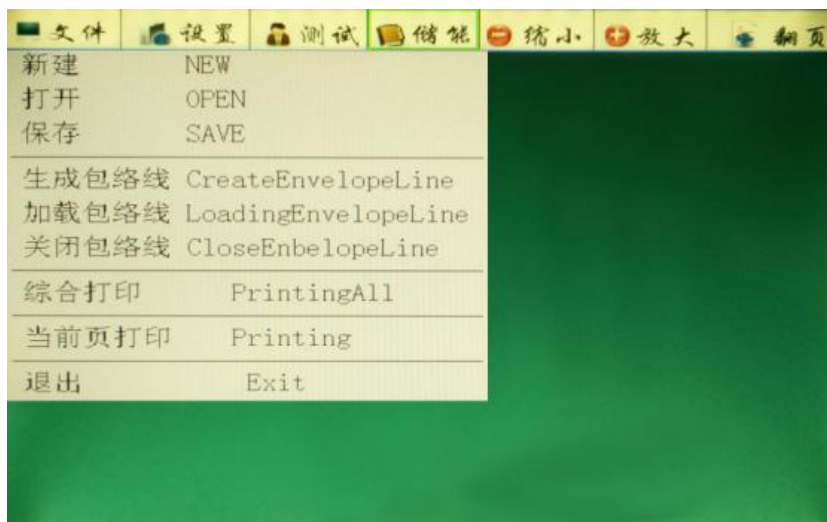 文件 设置 测试 储能 缩小 放大 翻页
新建 NEW
打开 OPEN
保存 SAVE
生成包络线 CreateEnvelopeLine
加载包络线 LoadingEnvelopeLine
关闭包络线 CloseEnbelopeLine
综合打印 PrintingAll
当前页打印 Printing
退出 Exit